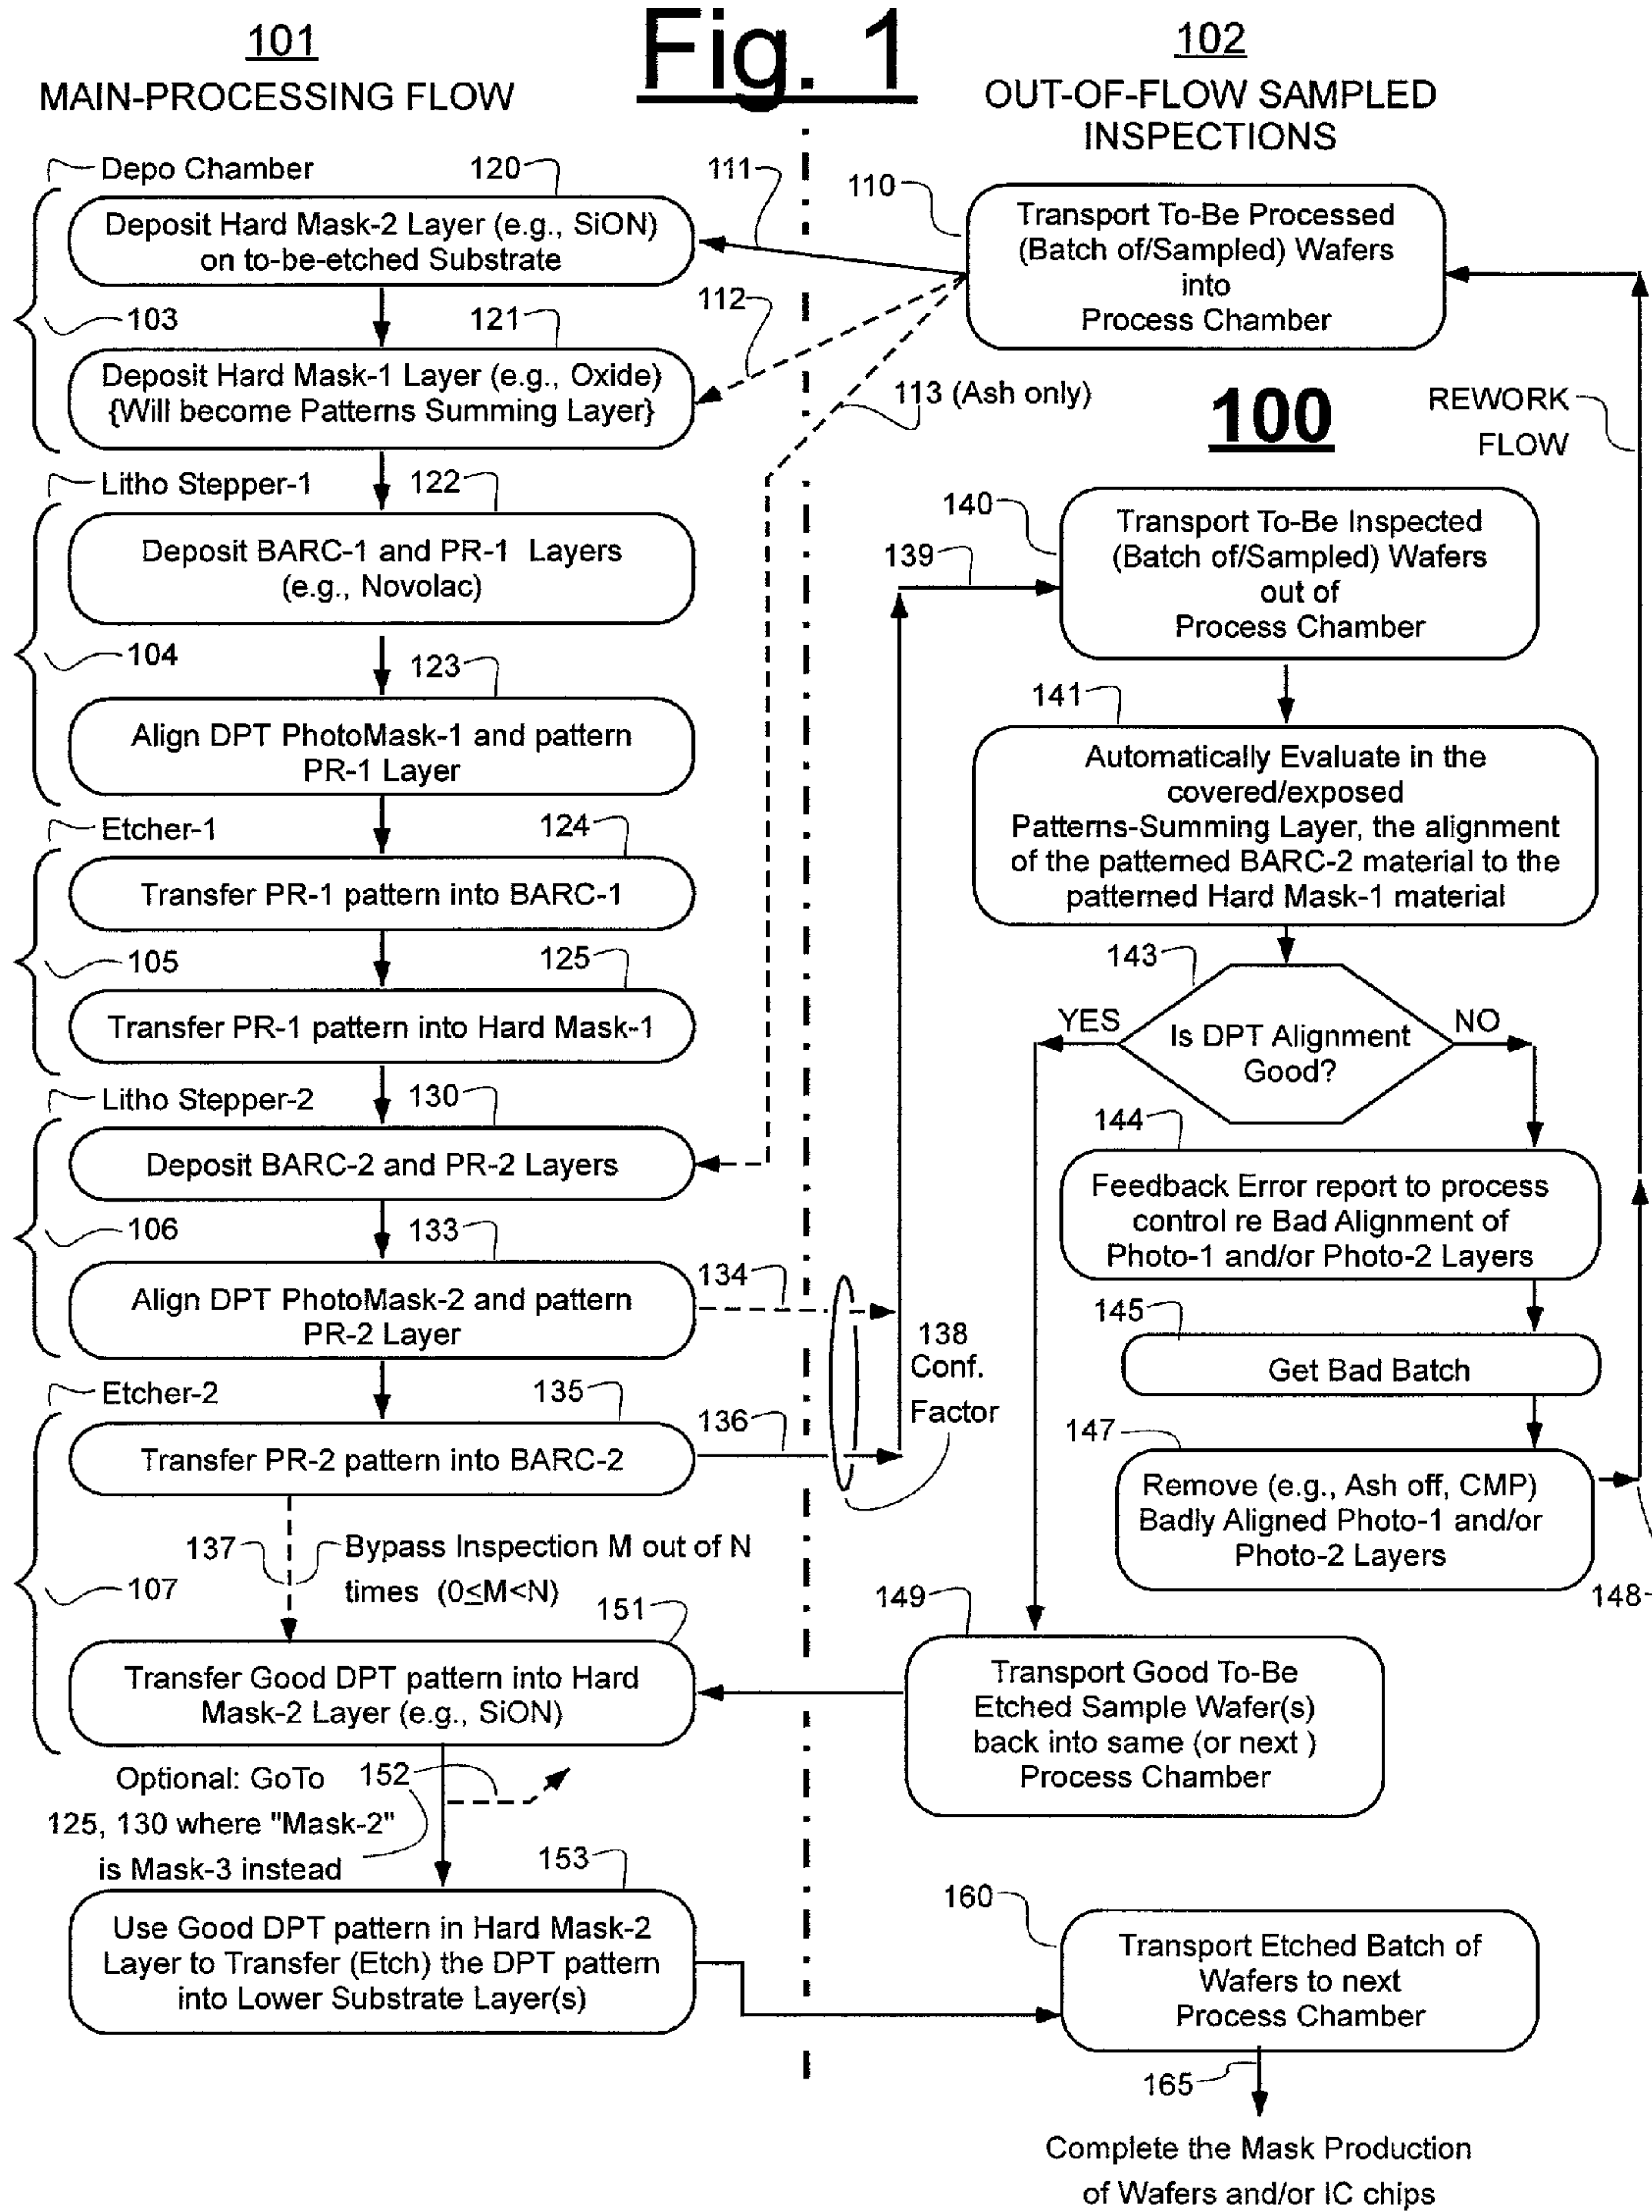 Fig. 1
101
MAIN-PROCESSING FLOW
102
OUT-OF-FLOW SAMPLED
INSPECTIONS
Depo Chamber
120
Deposit Hard Mask-2 Layer (e.g., SiON)
on to-be-etched Substrate
103
121
Deposit Hard Mask-1 Layer (e.g., Oxide)
{Will become Patterns Summing Layer}
Litho Stepper-1
122
Deposit BARC-1 and PR-1 Layers
(e.g., Novolac)
104
123
Align DPT PhotoMask-1 and pattern
PR-1 Layer
Etcher-1
124
Transfer PR-1 pattern into BARC-1
105
125
Transfer PR-1 pattern into Hard Mask-1
Litho Stepper-2
130
Deposit BARC-2 and PR-2 Layers
106
133
Align DPT PhotoMask-2 and pattern
PR-2 Layer
134
Etcher-2
135
Transfer PR-2 pattern into BARC-2
136
137
Bypass Inspection M out of N
times (0≤M<N)
107
151
Transfer Good DPT pattern into Hard
Mask-2 Layer (e.g., SiON)
Optional: GoTo
152
125, 130 where "Mask-2"
is Mask-3 instead
153
Use Good DPT pattern in Hard Mask-2
Layer to Transfer (Etch) the DPT pattern
into Lower Substrate Layer(s)
111
112
113 (Ash only)
110
Transport To-Be Processed
(Batch of/Sampled) Wafers
into
Process Chamber
100
REWORK
FLOW
139
140
Transport To-Be Inspected
(Batch of/Sampled) Wafers
out of
Process Chamber
141
Automatically Evaluate in the
covered/exposed
Patterns-Summing Layer, the alignment
of the patterned BARC-2 material to the
patterned Hard Mask-1 material
143
YES
Is DPT Alignment
Good?
NO
144
Feedback Error report to process
control re Bad Alignment of
Photo-1 and/or Photo-2 Layers
138
Conf.
Factor
145
Get Bad Batch
147
Remove (e.g., Ash off, CMP)
Badly Aligned Photo-1 and/or
Photo-2 Layers
148
149
Transport Good To-Be
Etched Sample Wafer(s)
back into same (or next )
Process Chamber
160
Transport Etched Batch of
Wafers to next
Process Chamber
165
Complete the Mask Production
of Wafers and/or IC chips